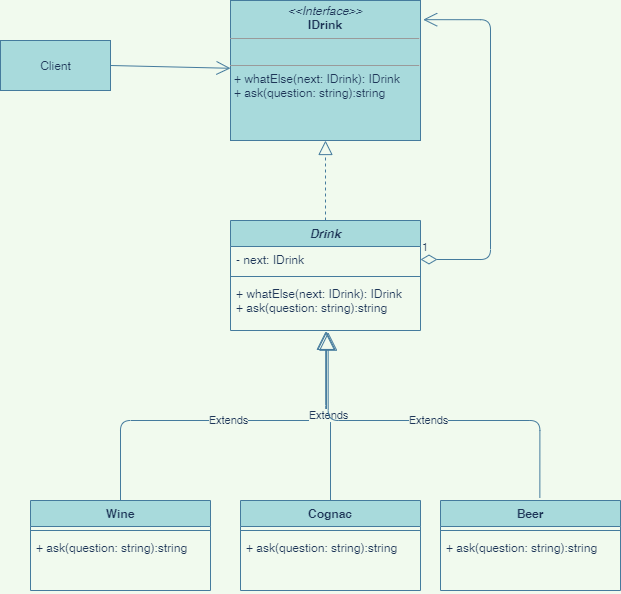 <<Interface>>
IDrink
Client
+ whatElse(next: IDrink): IDrink
+ ask(question: string):string
Drink
1
- next: IDrink
+ whatElse(next: IDrink): IDrink
+ ask(question: string):string
Extends
Extends
Extends
Wine
Cognac
Beer
+ ask(question: string):string
+ ask(question: string):string
+ ask(question: string):string